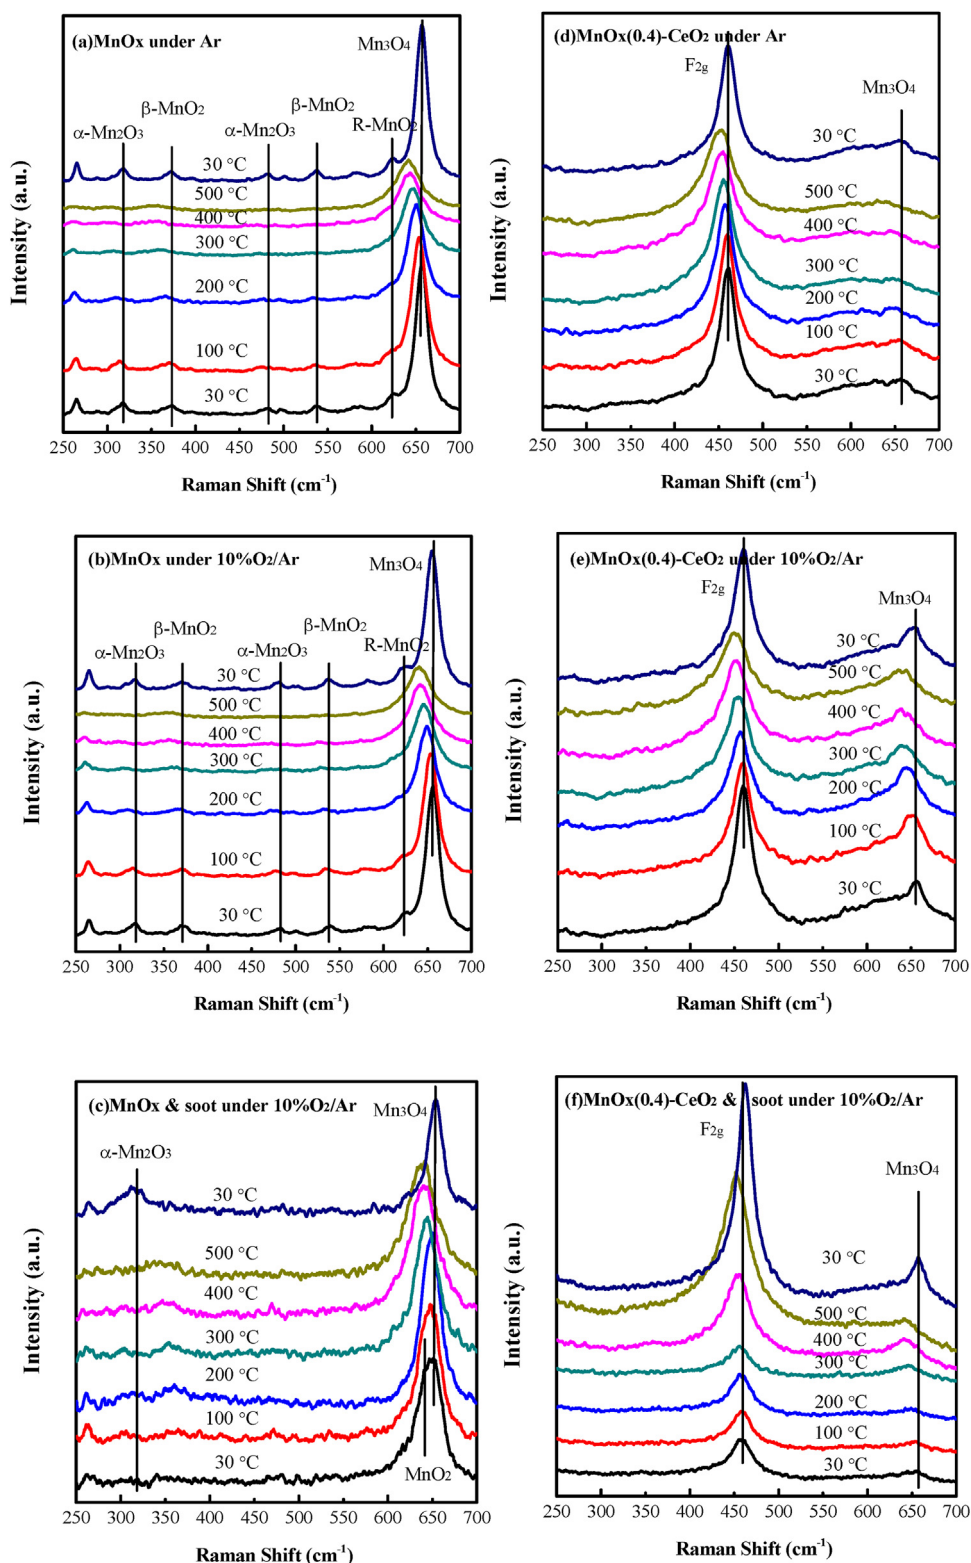 (a)MnOx under Ar
Mn₃O₄
β-MnO₂
β-MnO₂
α-Mn₂O₃
α-Mn₂O₃
R-MnO₂
30 °C
500 °C
400 °C
300 °C
200 °C
100 °C
30 °C
Intensity (a.u.)
250 300 350 400 450 500 550 600 650 700
Raman Shift (cm⁻¹)
(d)MnOx(0.4)-CeO₂ under Ar
F₂g
Mn₃O₄
30 °C
500 °C
400 °C
300 °C
200 °C
100 °C
30 °C
Intensity (a.u.)
250 300 350 400 450 500 550 600 650 700
Raman Shift (cm⁻¹)
(b)MnOx under 10%O₂/Ar
Mn₃O₄
β-MnO₂
β-MnO₂
α-Mn₂O₃
α-Mn₂O₃
R-MnO₂
30 °C
500 °C
400 °C
300 °C
200 °C
100 °C
30 °C
Intensity (a.u.)
250 300 350 400 450 500 550 600 650 700
Raman Shift (cm⁻¹)
(e)MnOx(0.4)-CeO₂ under 10%O₂/Ar
F₂g
Mn₃O₄
30 °C
500 °C
400 °C
300 °C
200 °C
100 °C
30 °C
Intensity (a.u.)
250 300 350 400 450 500 550 600 650 700
Raman Shift (cm⁻¹)
(c)MnOx & soot under 10%O₂/Ar
Mn₃O₄
α-Mn₂O₃
30 °C
500 °C
400 °C
300 °C
200 °C
100 °C
30 °C
MnO₂
Intensity (a.u.)
250 300 350 400 450 500 550 600 650 700
Raman Shift (cm⁻¹)
(f)MnOx(0.4)-CeO₂ & soot under 10%O₂/Ar
F₂g
Mn₃O₄
30 °C
500 °C
400 °C
300 °C
200 °C
100 °C
30 °C
Intensity (a.u.)
250 300 350 400 450 500 550 600 650 700
Raman Shift (cm⁻¹)